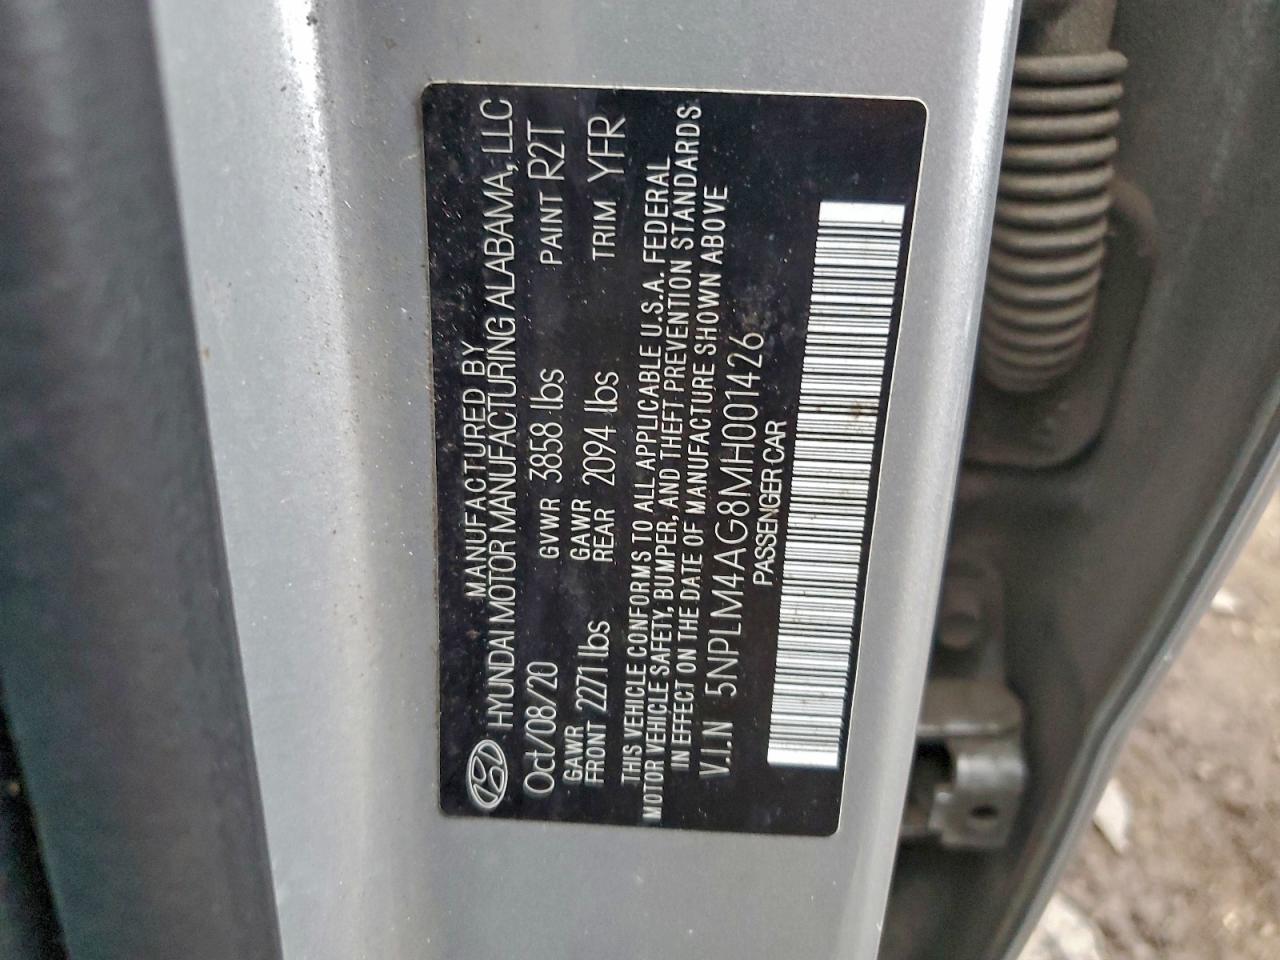 MANUFACTURED BY
HYUNDAI MOTOR MANUFACTURING ALABAMA, LLC
Oct/08/20 GVWR 3858 lbs PAINT R2T
GAWR FRONT 2271 lbs GAWR REAR 2094 lbs TRIM YFR
THIS VEHICLE CONFORMS TO ALL APPLICABLE U.S.A. FEDERAL
MOTOR VEHICLE SAFETY, BUMPER, AND THEFT PREVENTION STANDARDS
IN EFFECT ON THE DATE OF MANUFACTURE SHOWN ABOVE
V.I.N 5NPLM4AG8MH001426
PASSENGER CAR